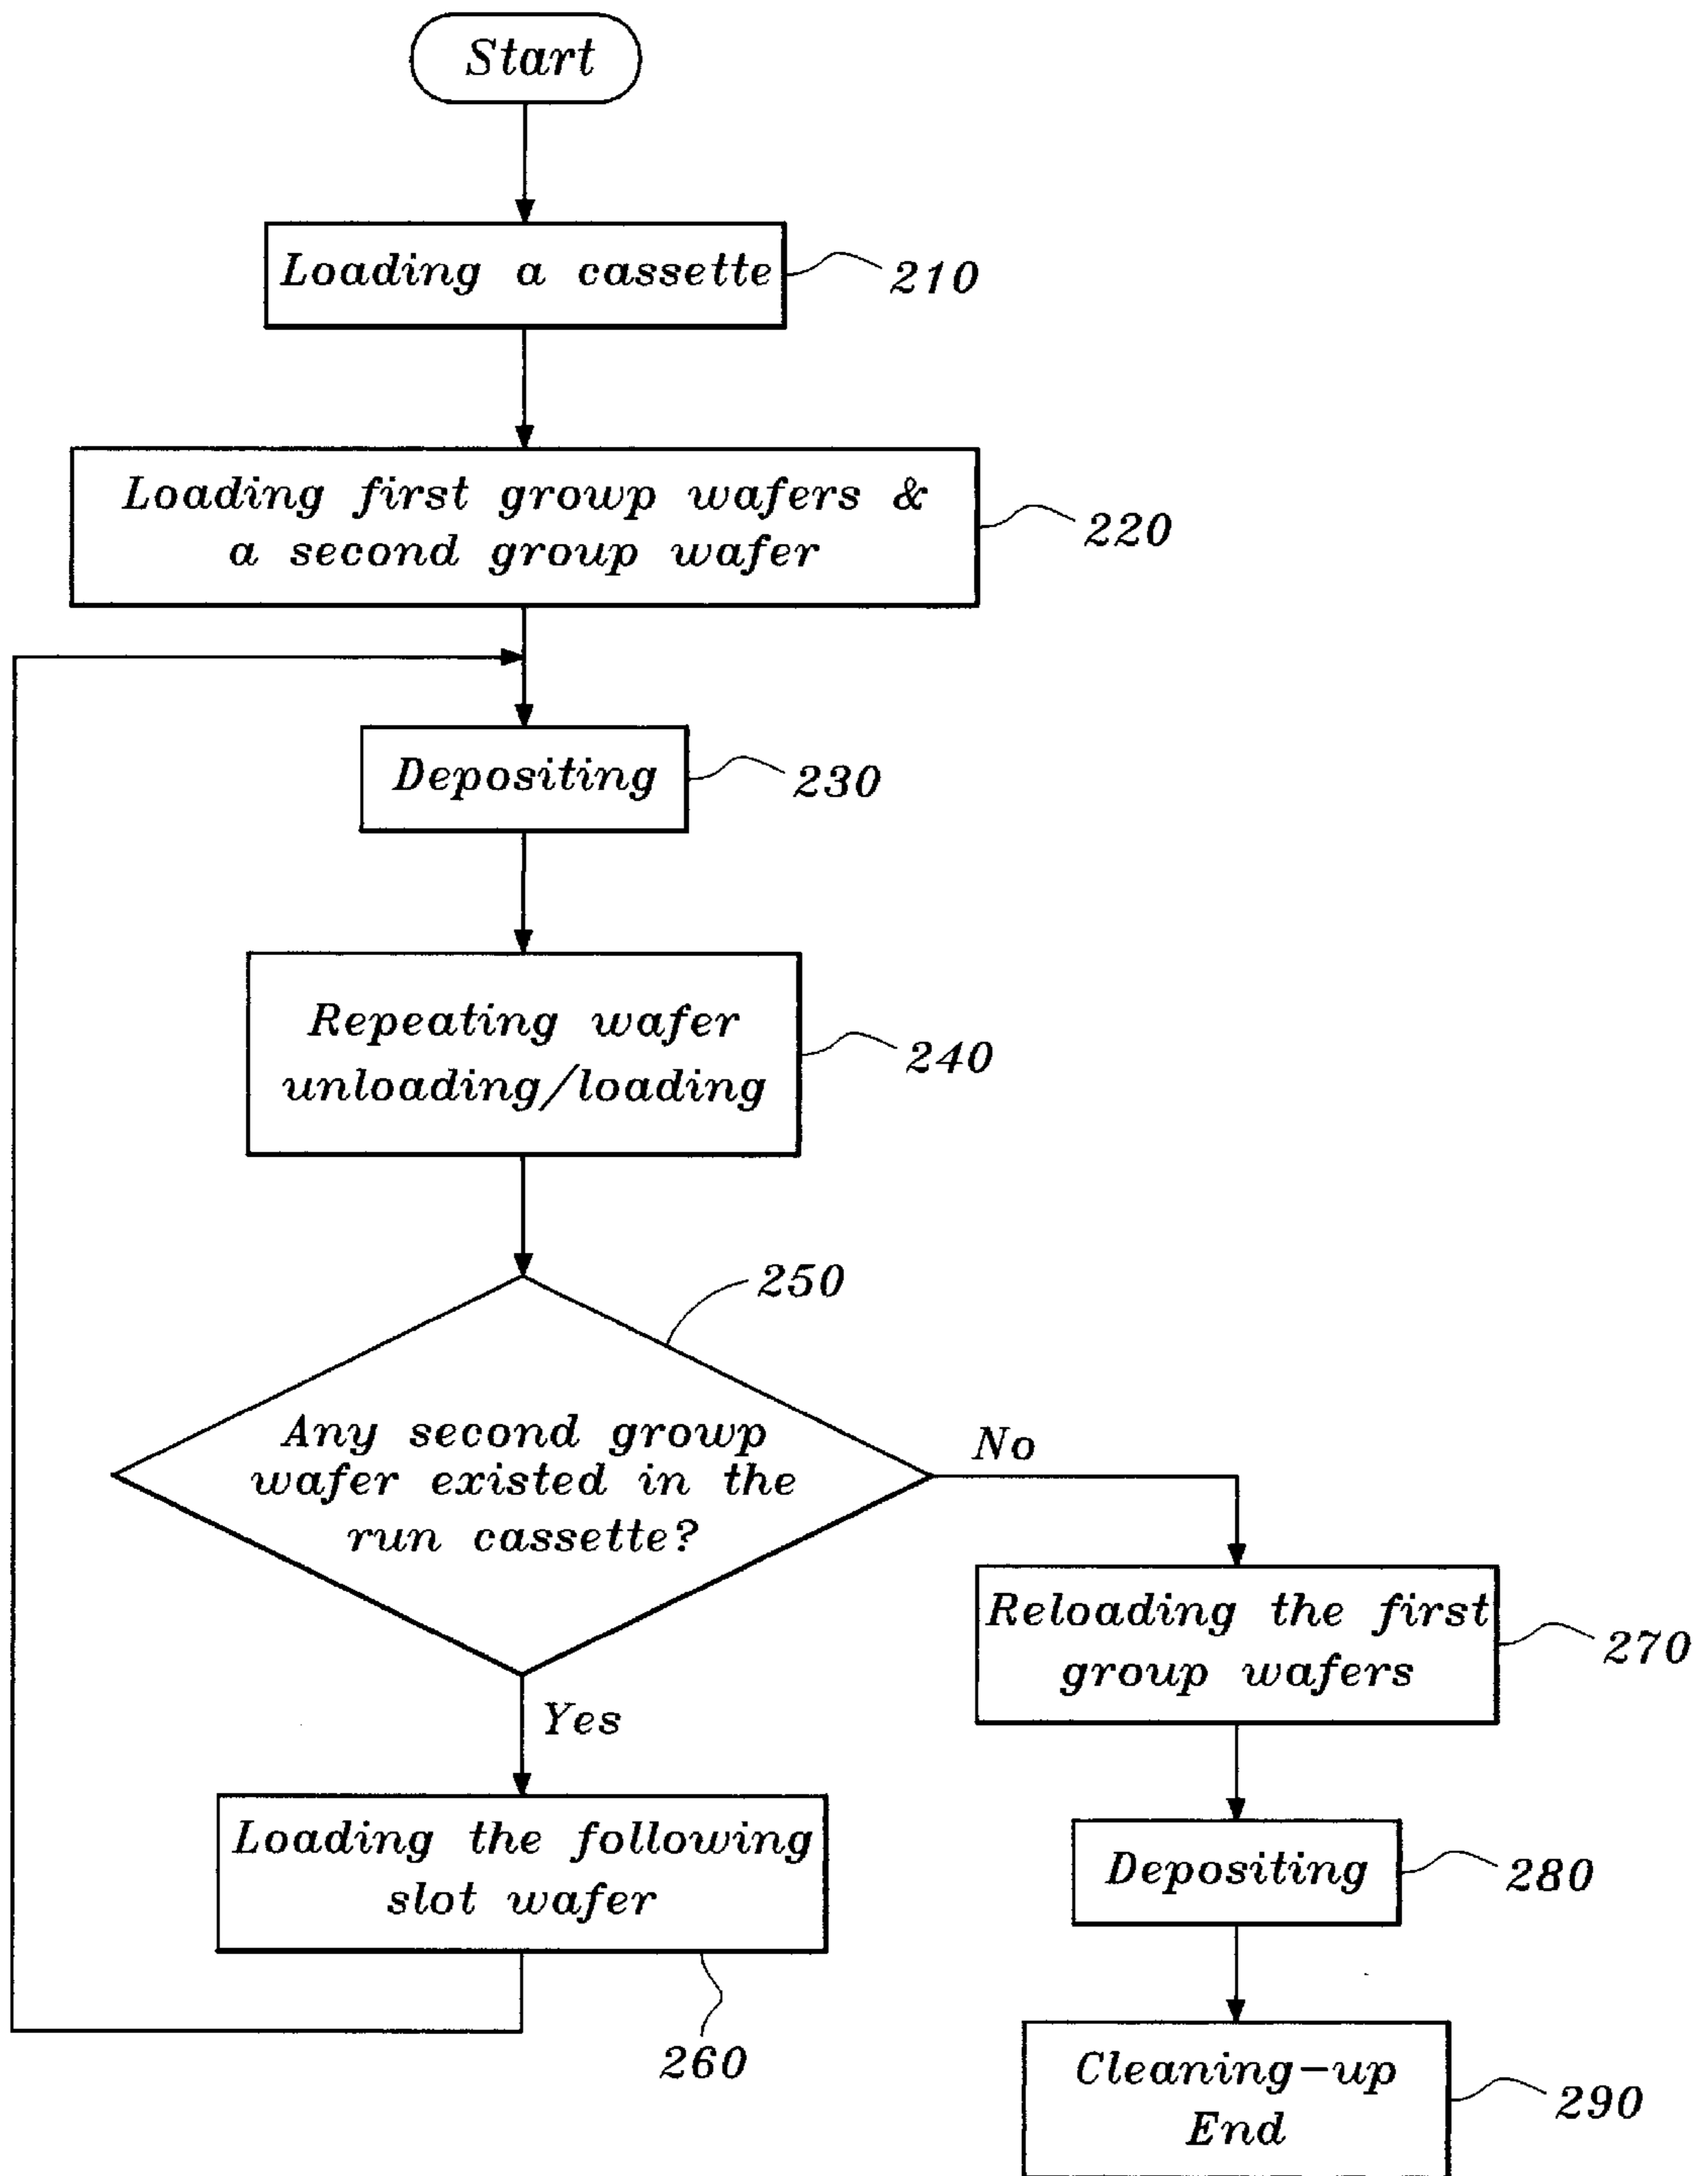 Start
Loading a cassette
210
Loading first growp wafers &
a second group wafer
220
Depositing
230
Repeating wafer
unloading/loading
240
250
Any second growp
wafer existed in the
run cassette?
No
Yes
Reloading the first
group wafers
270
Loading the following
slot wafer
260
Depositing
280
Cleaning-up
End
290